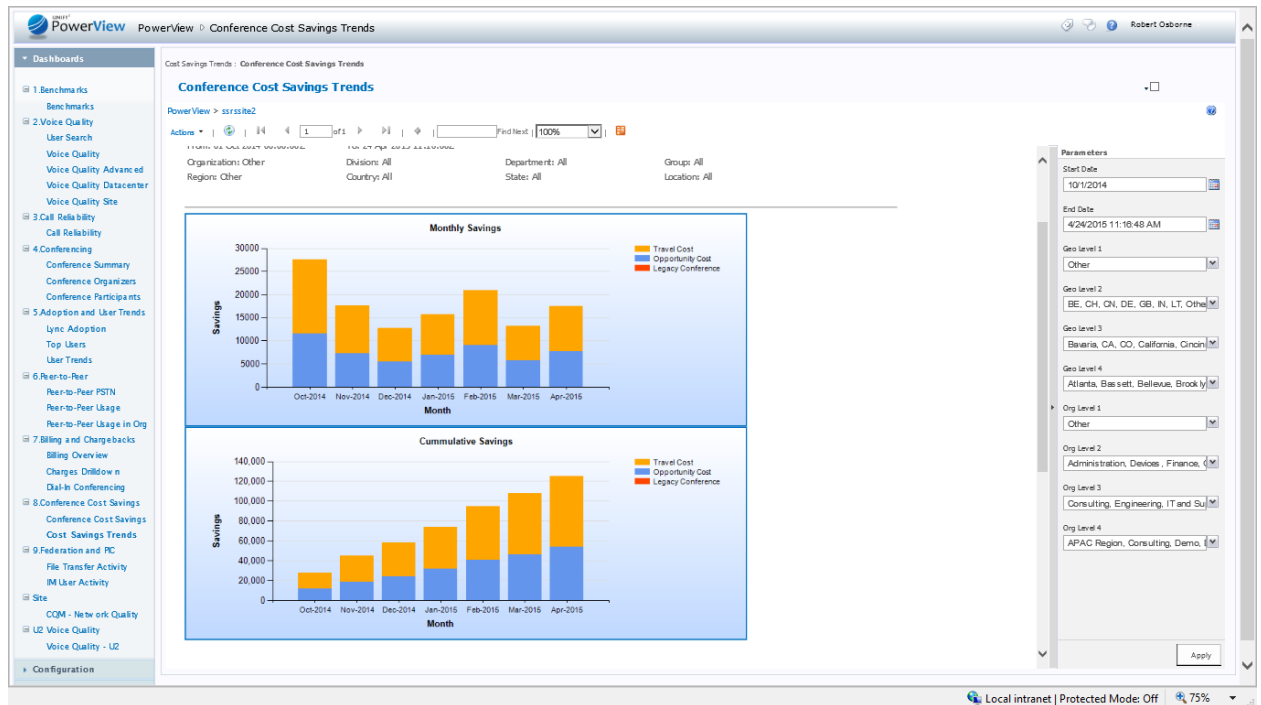 UNIFY²
PowerView PowerView Conference Cost Savings Trends Robert Osborne
Dashboards
1.Benchmarks
Benchmarks
2.Voice Quality
User Search
Voice Quality
Voice Quality Advanced
Voice Quality Datacenter
Voice Quality Site
3.Call Reliability
Call Reliability
4.Conferencing
Conference Summary
Conference Organizers
Conference Participants
5.Adoption and User Trends
Lync Adoption
Top Users
User Trends
6.Peer-to-Peer
Peer-to-Peer PSTN
Peer-to-Peer Usage
Peer-to-Peer Usage in Org
7.Billing and Chargebacks
Billing Overview
Charges Drilldown
Dial-In Conferencing
8.Conference Cost Savings
Conference Cost Savings
Cost Savings Trends
9.Federation and PIC
File Transfer Activity
IM User Activity
Site
CQM - Network Quality
U2 Voice Quality
Voice Quality - U2
Configuration
Cost Savings Trends : Conference Cost Savings Trends
Conference Cost Savings Trends
PowerView > ssrssite2
Actions | 1 of 1 | | Find Next | 100% |
From: 01 Oct 2014 00:00:00Z To: 24 Apr 2015 11:16:00Z
Organization: Other Division: All Department: All Group: All
Region: Other Country: All State: All Location: All
Monthly Savings
30000
25000
20000
15000
10000
5000
0
Savings
Oct-2014 Nov-2014 Dec-2014 Jan-2015 Feb-2015 Mar-2015 Apr-2015
Month
Travel Cost
Opportunity Cost
Legacy Conference
Cummulative Savings
140,000
120,000
100,000
80,000
60,000
40,000
20,000
0
Savings
Oct-2014 Nov-2014 Dec-2014 Jan-2015 Feb-2015 Mar-2015 Apr-2015
Month
Travel Cost
Opportunity Cost
Legacy Conference
Parameters
Start Date
10/1/2014
End Date
4/24/2015 11:16:48 AM
Geo Level 1
Other
Geo Level 2
BE, CH, CN, DE, GB, IN, LT, Othe
Geo Level 3
Bavaria, CA, CO, California, Cincin
Geo Level 4
Atlanta, Bassett, Bellevue, Brookly
Org Level 1
Other
Org Level 2
Administration, Devices, Finance,
Org Level 3
Consulting, Engineering, IT and Su
Org Level 4
APAC Region, Consulting, Demo,
Apply
Local intranet | Protected Mode: Off 75%